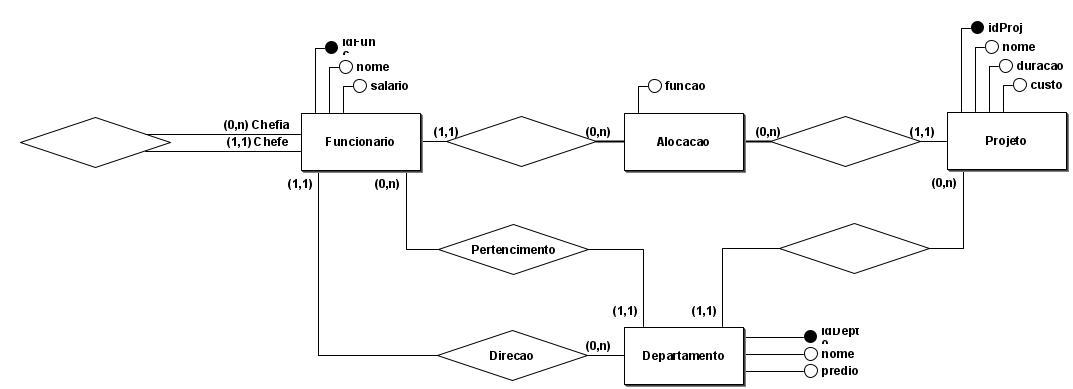 idProj
idFun
nome
nome
duracao
salario
funcao
custo
(0,n) Chefia
(1,1)
(0,n)
(0,n)
(1,1)
(1,1) Chefe
Funcionario
Alocacao
Projeto
(1,1)
(0,n)
(0,n)
Pertencimento
(1,1)
(1,1)
idDept
(0,n)
Direcao
Departamento
nome
predio